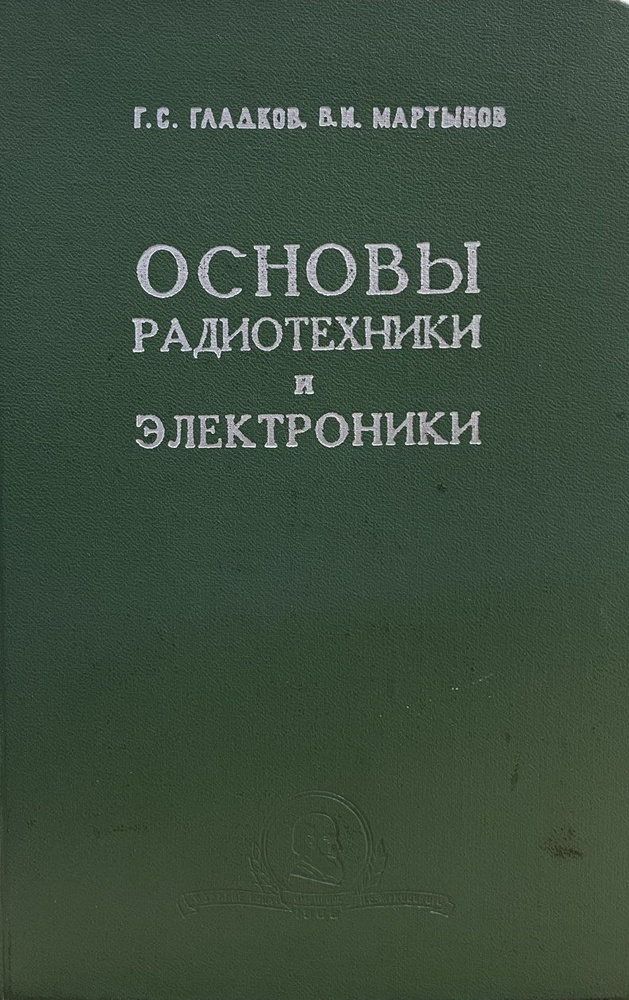 Г.С. ГЛАДКОВ, В.И. МАРТЫНОВ
ОСНОВЫ
РАДИОТЕХНИКИ
и
ЭЛЕКТРОНИКИ